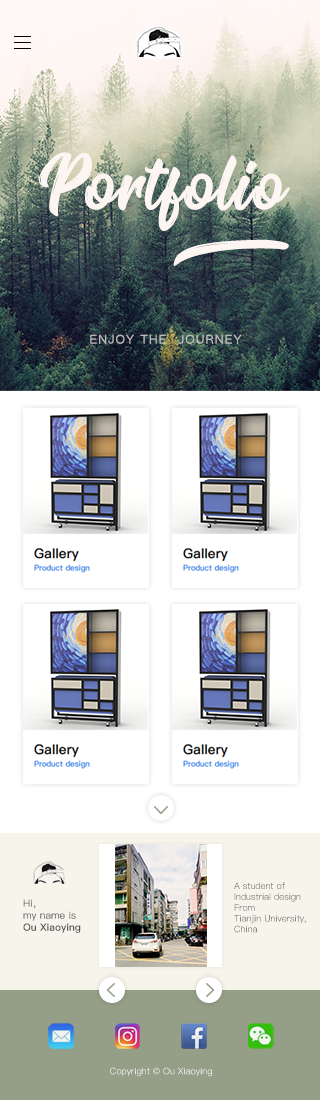 Portfolio
ENJOY THE JOURNEY
Gallery
Product design
Gallery
Product design
Gallery
Product design
Gallery
Product design
Hi,
my name is
Ou Xiaoying
A student of
Industrial design
From
Tianjin University,
China
Copyright © Ou Xiaoying